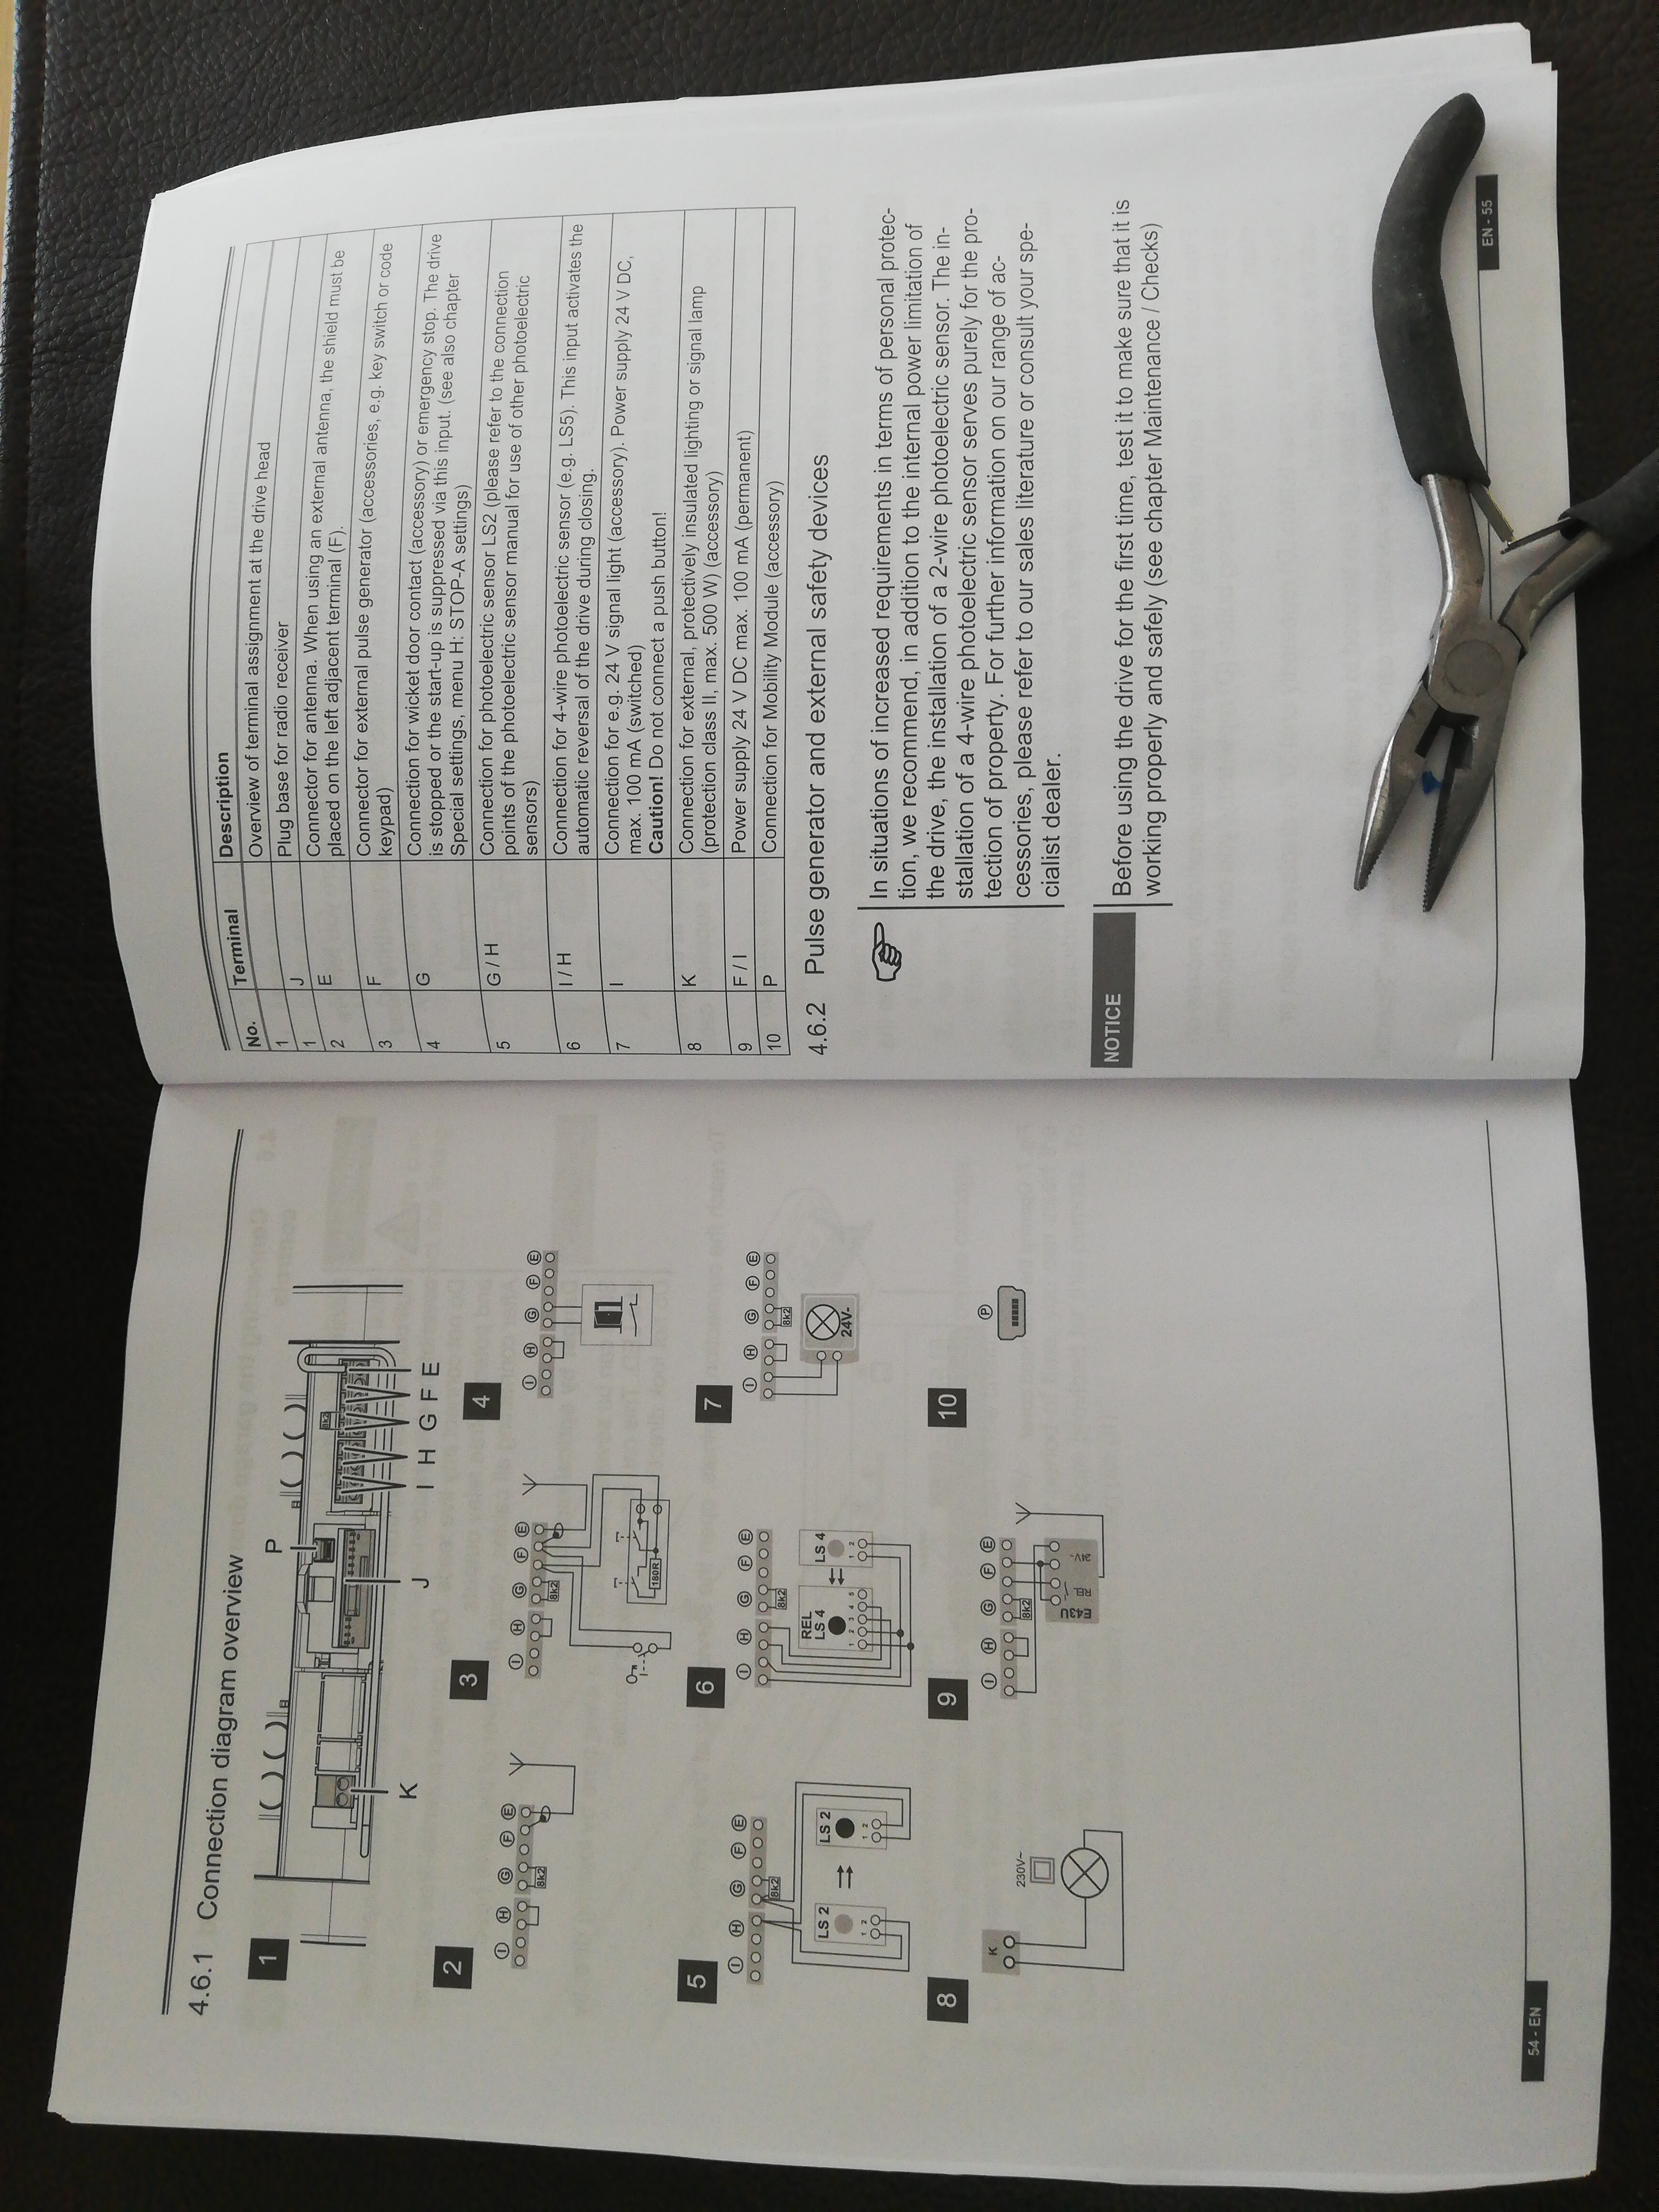 4.6.1 Connection diagram overview
1
P
8k2
K
J
I H G F E
2
I H G F E
8k2
3
I H G F E
8k2
180R
4
I H G F E
5
I H G F E
8k2
LS 2
LS 2
1 2
1 2
6
I H G F E
8k2
REL
LS 4
LS 4
1 2 3 4 5
1 2
7
I H G F E
8k2
24V-
8
K
230V~
9
I H G F E
8k2
E43U
REL
24V-
10
P
54 - EN
No. Terminal Description
1 Overview of terminal assignment at the drive head
1 J Plug base for radio receiver
2 E Connector for antenna. When using an external antenna, the shield must be
placed on the left adjacent terminal (F).
3 F Connector for external pulse generator (accessories, e.g. key switch or code
keypad)
4 G Connection for wicket door contact (accessory) or emergency stop. The drive
is stopped or the start-up is suppressed via this input. (see also chapter
Special settings, menu H: STOP-A settings)
5 G / H Connection for photoelectric sensor LS2 (please refer to the connection
points of the photoelectric sensor manual for use of other photoelectric
sensors)
6 I / H Connection for 4-wire photoelectric sensor (e.g. LS5). This input activates the
automatic reversal of the drive during closing.
7 I Connection for e.g. 24 V signal light (accessory). Power supply 24 V DC,
max. 100 mA (switched)
Caution! Do not connect a push button!
8 K Connection for external, protectively insulated lighting or signal lamp
(protection class II, max. 500 W) (accessory)
9 F / I Power supply 24 V DC max. 100 mA (permanent)
10 P Connection for Mobility Module (accessory)
4.6.2 Pulse generator and external safety devices
In situations of increased requirements in terms of personal protec-
tion, we recommend, in addition to the internal power limitation of
the drive, the installation of a 2-wire photoelectric sensor. The in-
stallation of a 4-wire photoelectric sensor serves purely for the pro-
tection of property. For further information on our range of ac-
cessories, please refer to our sales literature or consult your spe-
cialist dealer.
NOTICE
Before using the drive for the first time, test it to make sure that it is
working properly and safely (see chapter Maintenance / Checks)
EN - 55